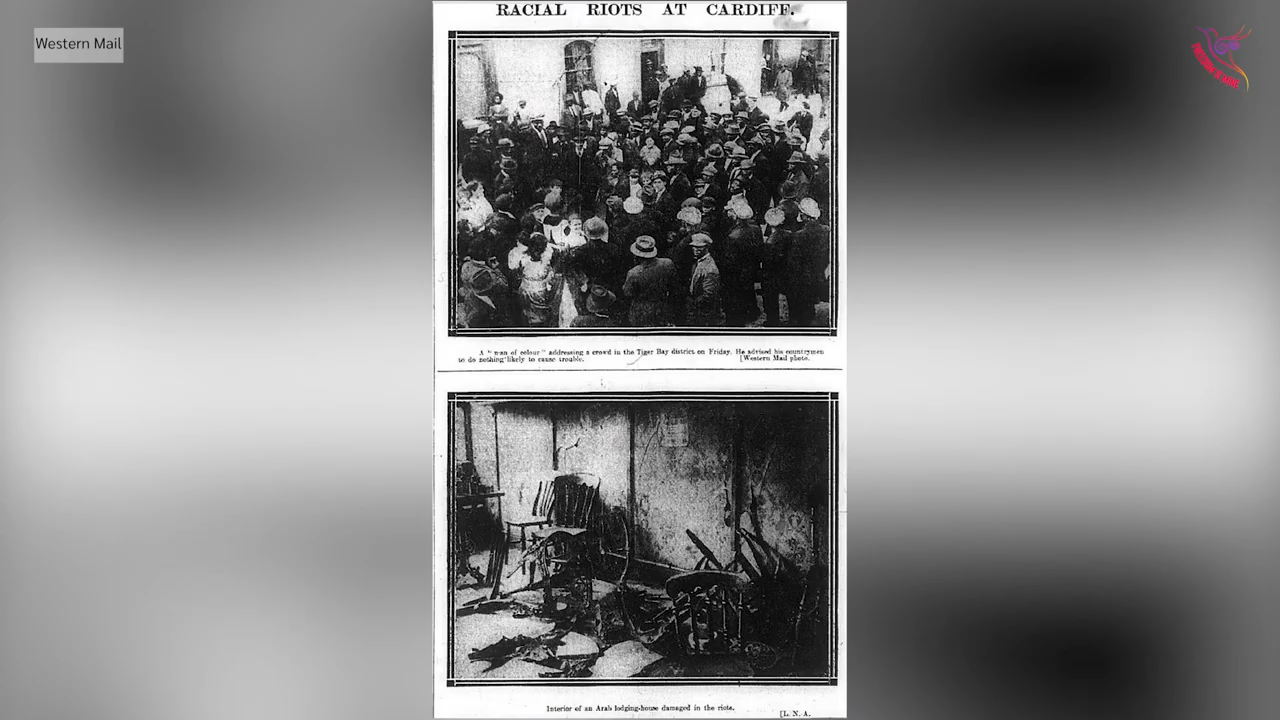 RACIAL RIOTS AT CARDIFF.
Western Mail
A "man of colour" addressing a crowd in the Tiger Bay district on Friday. He advised his countrymen
to do nothing likely to cause trouble. [Western Mail photo.
Interior of an Arab lodging-house damaged in the riots.
[L. N. A.